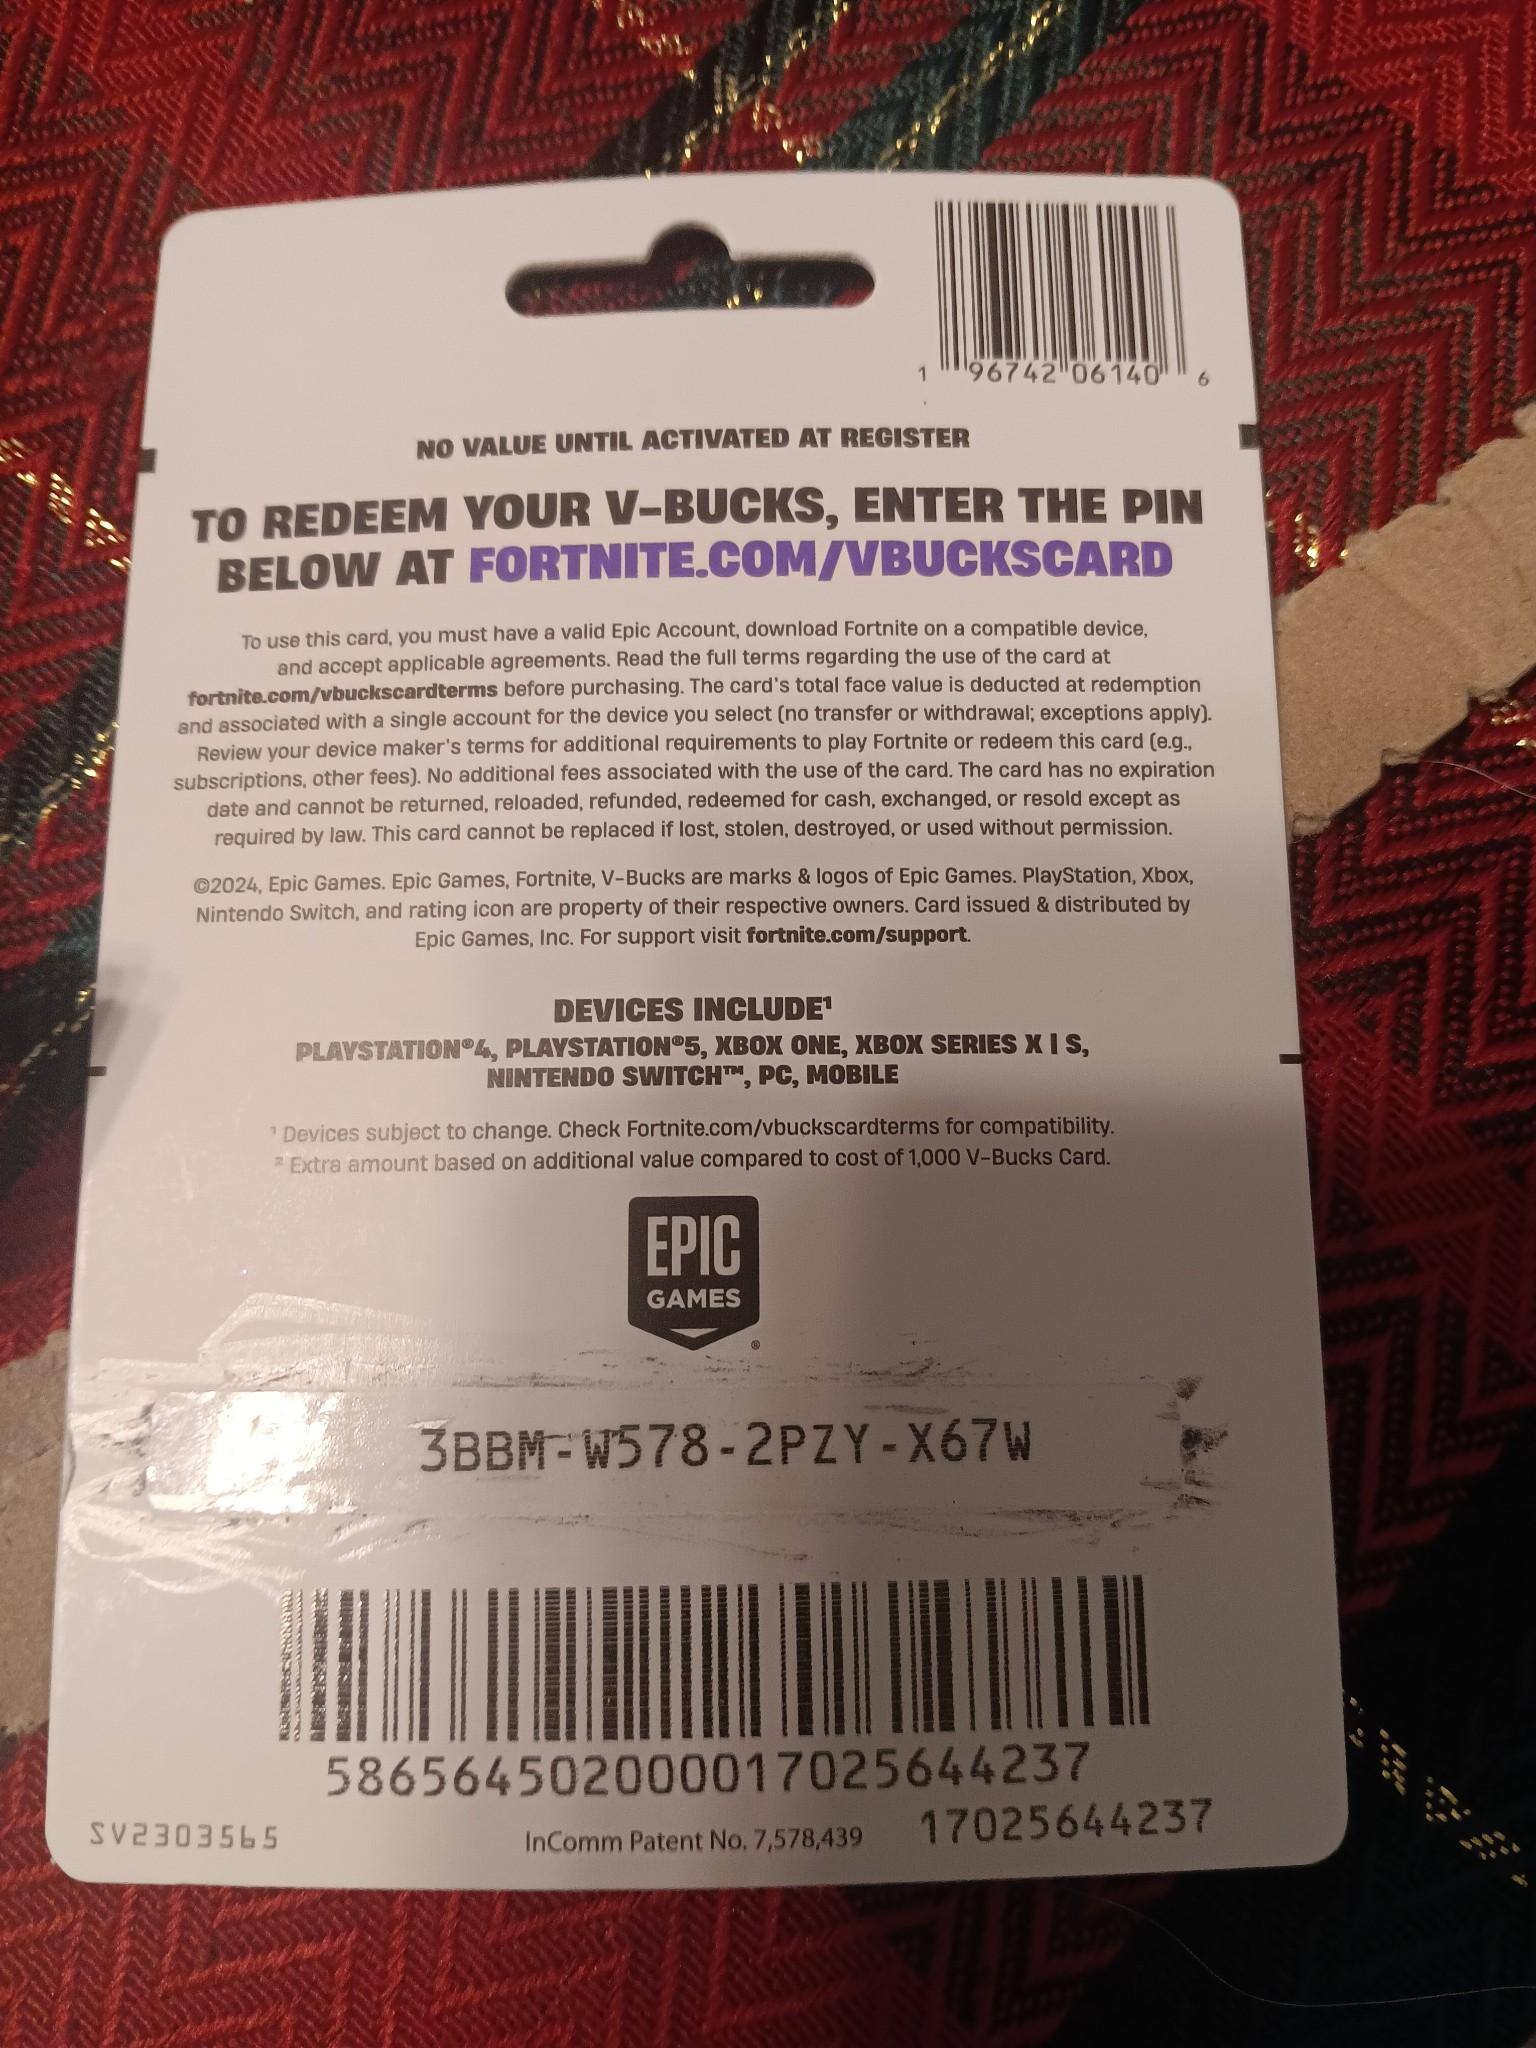 1 96742 06140 6
NO VALUE UNTIL ACTIVATED AT REGISTER
TO REDEEM YOUR V-BUCKS, ENTER THE PIN
BELOW AT FORTNITE.COM/VBUCKSCARD
To use this card, you must have a valid Epic Account, download Fortnite on a compatible device,
and accept applicable agreements. Read the full terms regarding the use of the card at
fortnite.com/vbuckscardterms before purchasing. The card's total face value is deducted at redemption
and associated with a single account for the device you select (no transfer or withdrawal; exceptions apply).
Review your device maker's terms for additional requirements to play Fortnite or redeem this card (e.g.,
subscriptions, other fees). No additional fees associated with the use of the card. The card has no expiration
date and cannot be returned, reloaded, refunded, redeemed for cash, exchanged, or resold except as
required by law. This card cannot be replaced if lost, stolen, destroyed, or used without permission.
©2024, Epic Games. Epic Games, Fortnite, V-Bucks are marks & logos of Epic Games. PlayStation, Xbox,
Nintendo Switch, and rating icon are property of their respective owners. Card issued & distributed by
Epic Games, Inc. For support visit fortnite.com/support.
DEVICES INCLUDE¹
PLAYSTATION®4, PLAYSTATION®5, XBOX ONE, XBOX SERIES X | S,
NINTENDO SWITCH™, PC, MOBILE
¹ Devices subject to change. Check Fortnite.com/vbuckscardterms for compatibility.
² Extra amount based on additional value compared to cost of 1,000 V-Bucks Card.
EPIC
GAMES
®
3BBM-W578-2PZY-X67W
586564502000017025644237
SV2303565
InComm Patent No. 7,578,439
17025644237